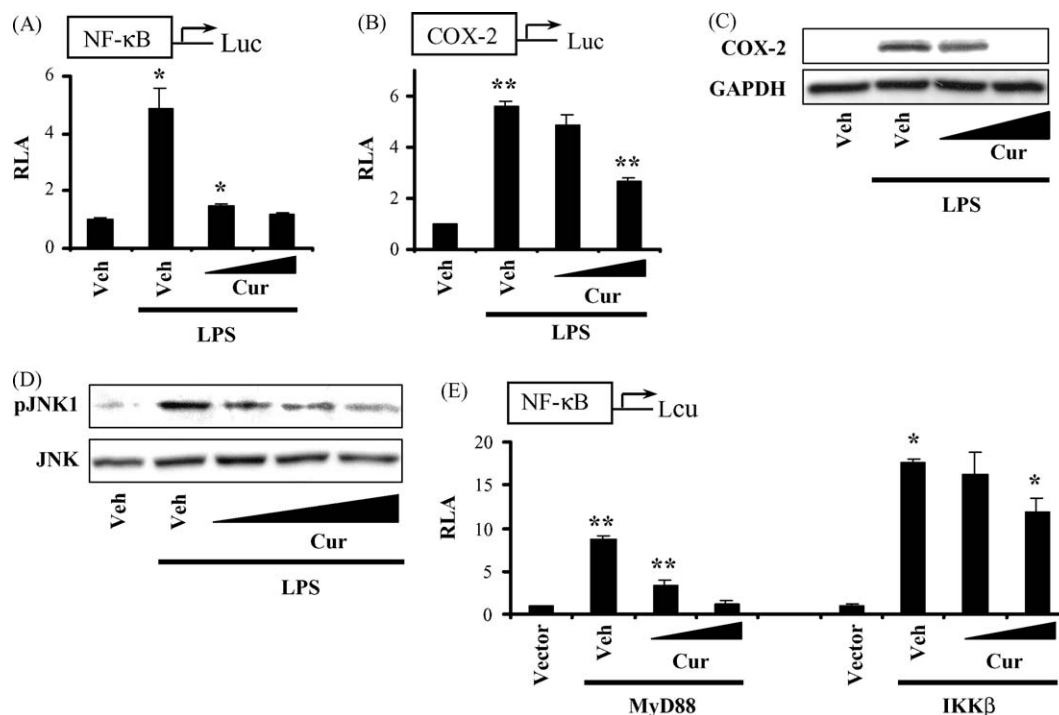 (A)
NF-κB
Luc
*
*
6
4
2
0
RLA
Veh
Veh
Cur
LPS
(B)
COX-2
Luc
**
**
6
4
2
0
RLA
Veh
Veh
Cur
LPS
(C)
COX-2
GAPDH
Veh
Veh
Cur
LPS
(D)
pJNK1
JNK
Veh
Veh
Cur
LPS
(E)
NF-κB
Lcu
20
15
10
5
0
RLA
**
**
*
*
Vector
Veh
Cur
MyD88
Vector
Veh
Cur
IKKβ